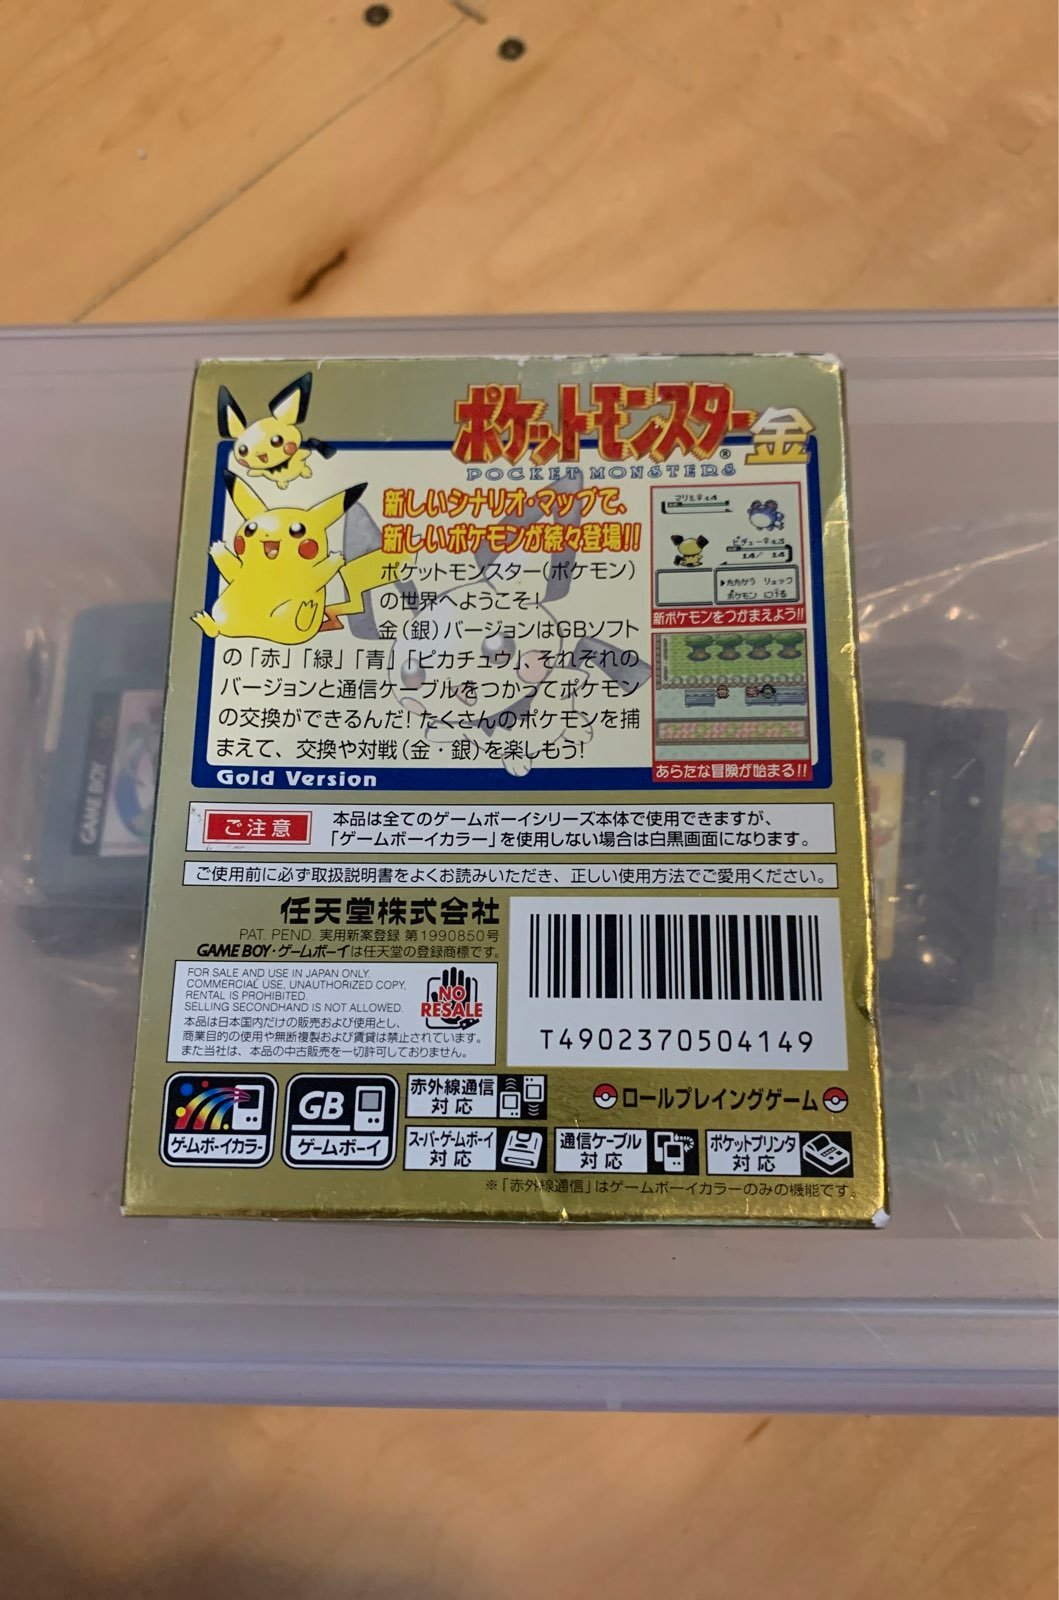 ポケットモンスター金
POCKET MONSTERS
新しいシナリオ・マップで、
新しいポケモンが続々登場!!
ポケットモンスター(ポケモン)
の世界へようこそ!
金(銀)バージョンはGBソフト
の「赤」「緑」「青」「ピカチュウ」、それぞれの
バージョンと通信ケーブルをつかってポケモン
の交換ができるんだ!たくさんのポケモンを捕
まえて、交換や対戦(金・銀)を楽しもう!
Gold Version
マリル
ピチュー
14/ 14
▶たたかう リュック
ポケモン にげる
新ポケモンをつかまえよう!!
あらたな冒険が始まる!!
ご注意
本品は全てのゲームボーイシリーズ本体で使用できますが、
「ゲームボーイカラー」を使用しない場合は白黒画面になります。
ご使用前に必ず取扱説明書をよくお読みいただき、正しい使用方法でご愛用ください。
任天堂株式会社
PAT. PEND. 実用新案登録 第1990850号
GAME BOY・ゲームボーイは任天堂の登録商標です。
FOR SALE AND USE IN JAPAN ONLY.
COMMERCIAL USE, UNAUTHORIZED COPY,
RENTAL IS PROHIBITED.
SELLING SECONDHAND IS NOT ALLOWED.
本品は日本国内だけの販売および使用とし、
商業目的の使用や無断複製および賃貸は禁止されています。
また当社は、本品の中古販売を一切許可しておりません。
NO
RESALE
T4902370504149
ゲームボーイカラー
GB
ゲームボーイ
赤外線通信
対応
ロールプレイングゲーム
スーパーゲームボーイ
対応
通信ケーブル
対応
ポケットプリンタ
対応
※「赤外線通信」はゲームボーイカラーのみの機能です。
GAME BOY